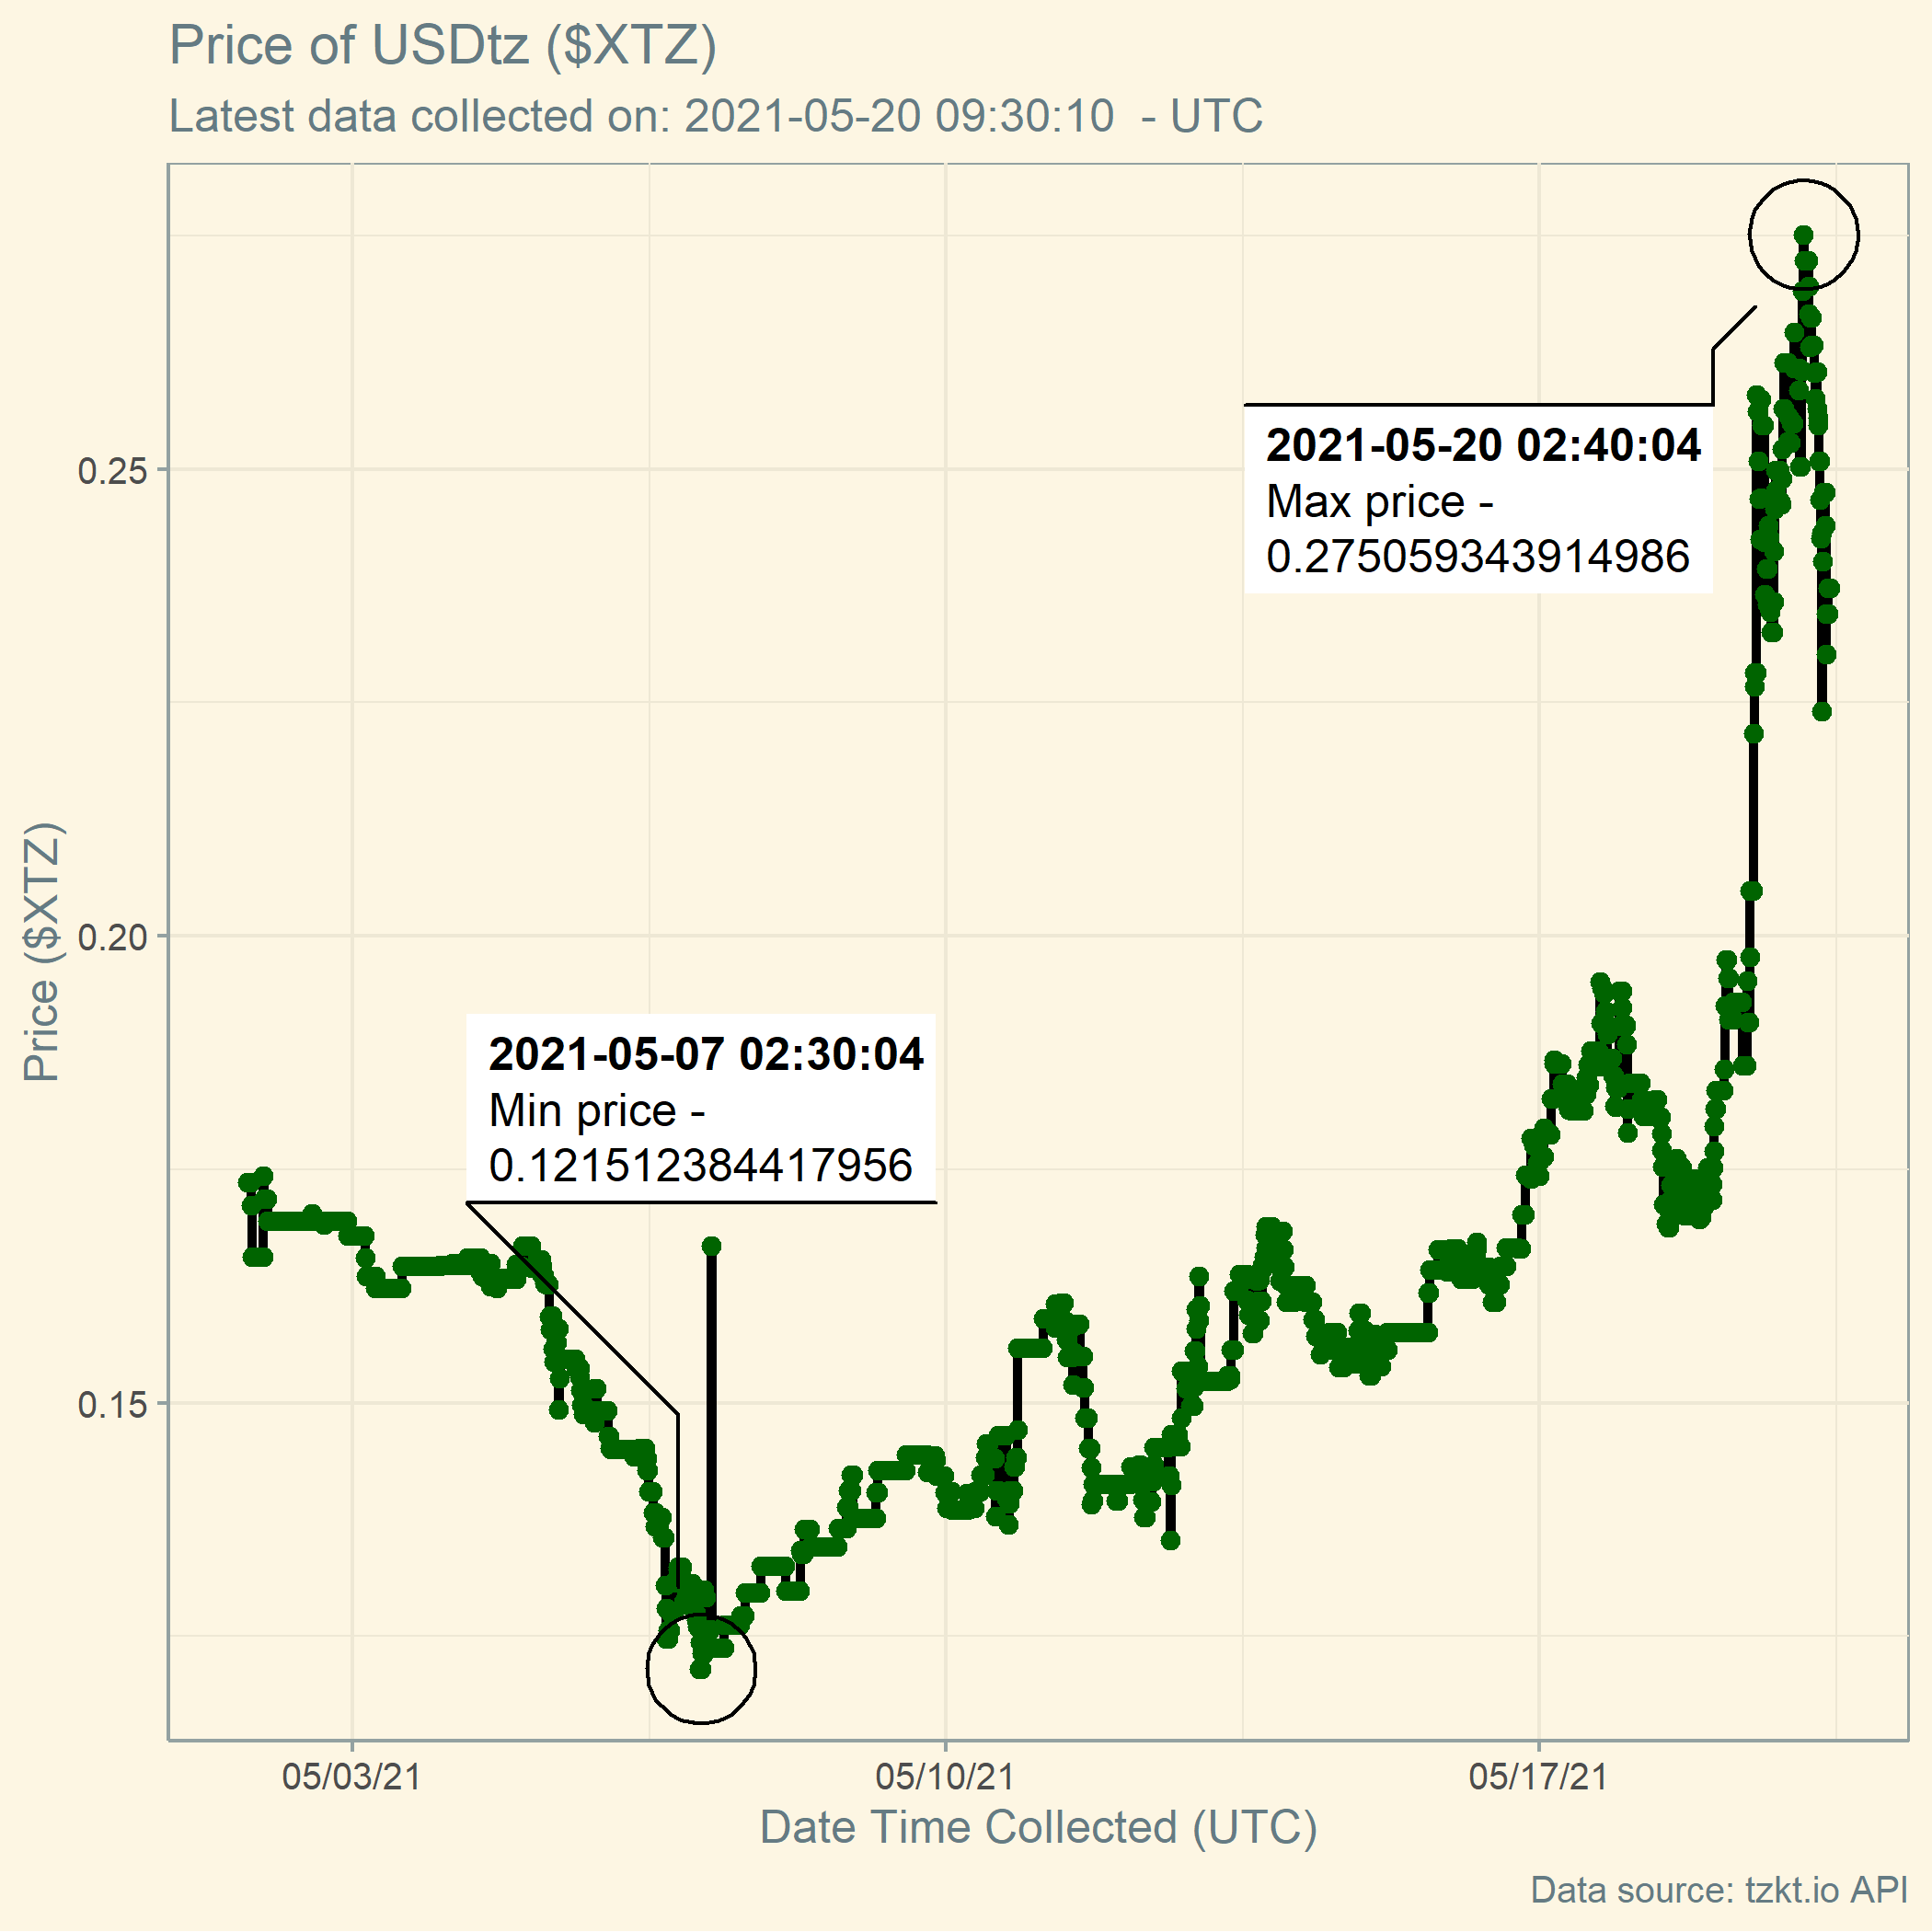 Price of USDtz ($XTZ)
Latest data collected on: 2021-05-20 09:30:10  - UTC
2021-05-20 02:40:04
Max price -
0.275059343914986
2021-05-07 02:30:04
Min price -
0.121512384417956
Price ($XTZ)
0.25
0.20
0.15
05/03/21
05/10/21
05/17/21
Date Time Collected (UTC)
Data source: tzkt.io API